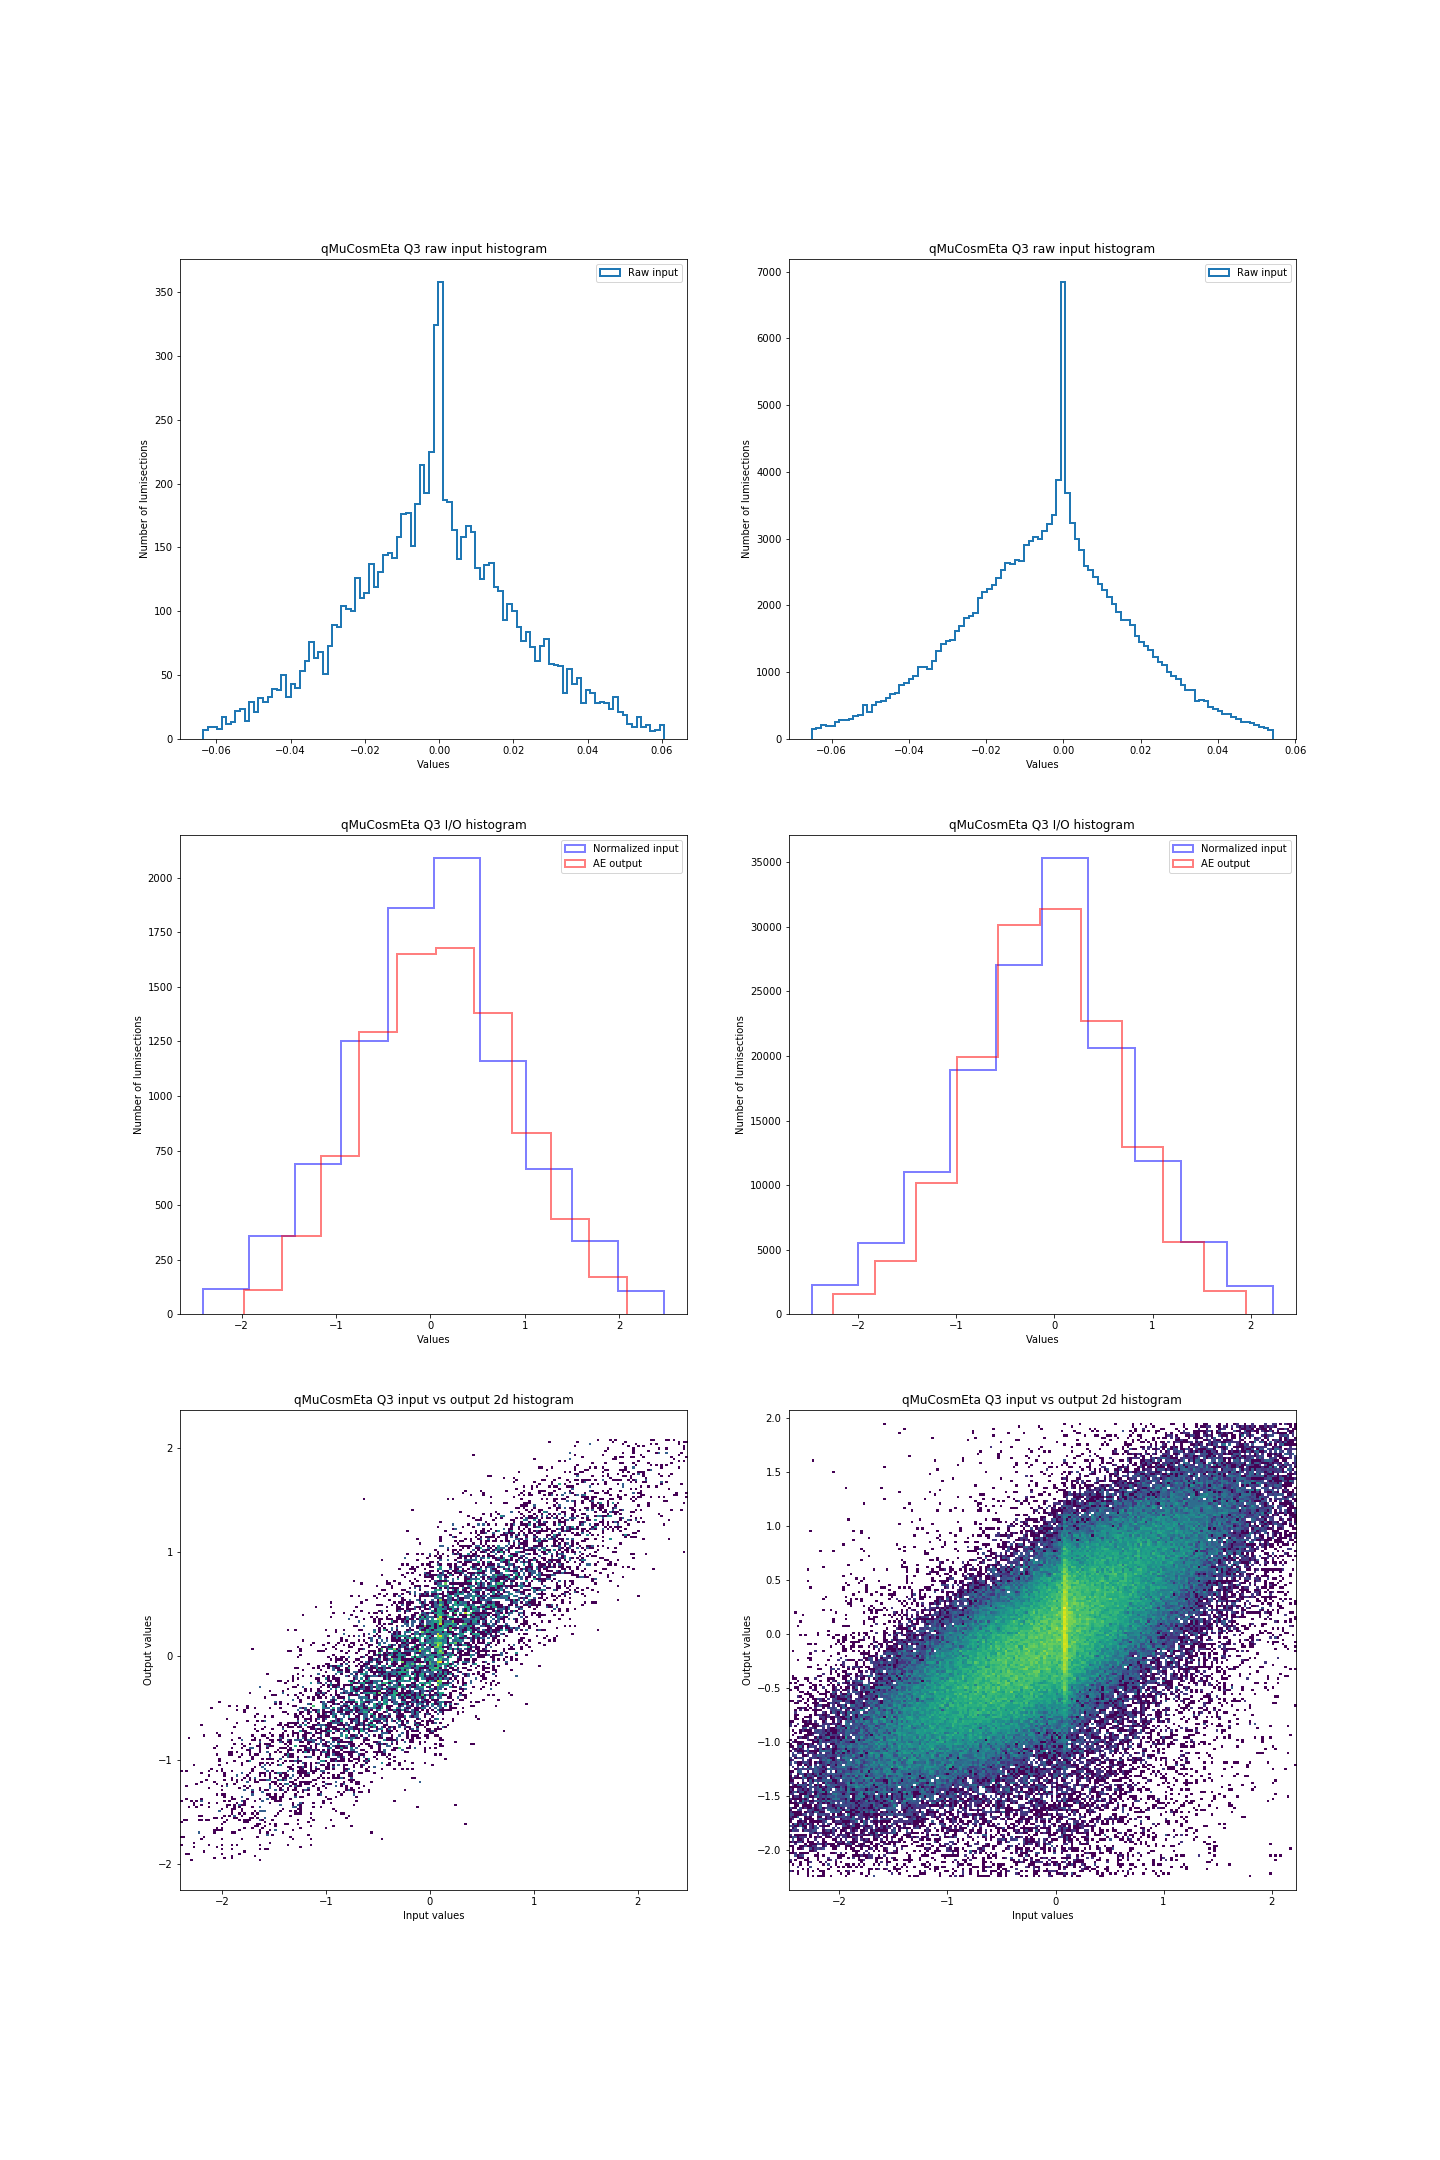 qMuCosmEta Q3 raw input histogram
Raw input
350
300
250
200
150
100
50
0
Number of lumisections
−0.06 −0.04 −0.02 0.00 0.02 0.04 0.06
Values
qMuCosmEta Q3 raw input histogram
Raw input
7000
6000
5000
4000
3000
2000
1000
0
Number of lumisections
−0.06 −0.04 −0.02 0.00 0.02 0.04 0.06
Values
qMuCosmEta Q3 I/O histogram
Normalized input
AE output
2000
1750
1500
1250
1000
750
500
250
0
Number of lumisections
−2 −1 0 1 2
Values
qMuCosmEta Q3 I/O histogram
Normalized input
AE output
35000
30000
25000
20000
15000
10000
5000
0
Number of lumisections
−2 −1 0 1 2
Values
qMuCosmEta Q3 input vs output 2d histogram
2
1
0
−1
−2
Output values
−2 −1 0 1 2
Input values
qMuCosmEta Q3 input vs output 2d histogram
2.0
1.5
1.0
0.5
0.0
−0.5
−1.0
−1.5
−2.0
Output values
−2 −1 0 1 2
Input values